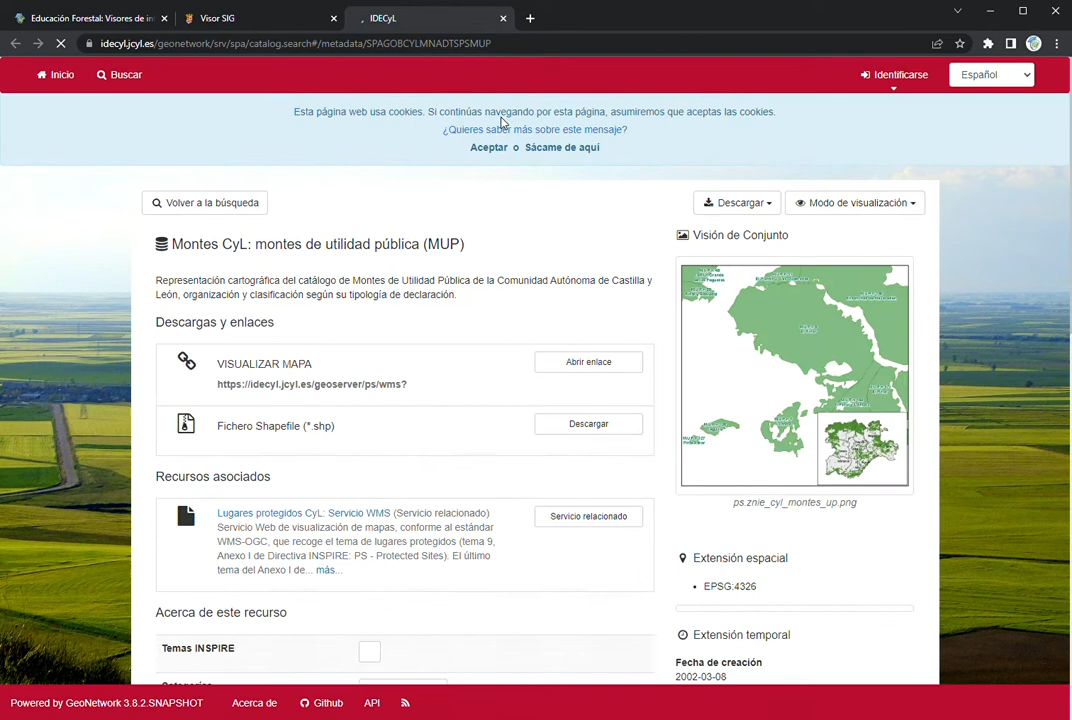 Educación Forestal: Visores de in
Visor SIG
IDECyL
idecyl.jcyl.es/geonetwork/srv/spa/catalog.search#/metadata/SPAGOBCYLMNADTSPSMUP
Inicio
Buscar
Identificarse
Español
Esta página web usa cookies. Si continúas navegando por esta página, asumiremos que aceptas las cookies.
¿Quieres saber más sobre este mensaje?
Aceptar o Sácame de aquí
Volver a la búsqueda
Descargar
Modo de visualización
Montes CyL: montes de utilidad pública (MUP)
Representación cartográfica del catálogo de Montes de Utilidad Pública de la Comunidad Autónoma de Castilla y
León, organización y clasificación según su tipología de declaración.
Descargas y enlaces
VISUALIZAR MAPA
Abrir enlace
https://idecyl.jcyl.es/geoserver/ps/wms?
Fichero Shapefile (*.shp)
Descargar
Recursos asociados
Lugares protegidos CyL: Servicio WMS (Servicio relacionado)
Servicio Web de visualización de mapas, conforme al estándar
WMS-OGC, que recoge el tema de lugares protegidos (tema 9,
Anexo I de Directiva INSPIRE: PS - Protected Sites). El último
tema del Anexo I de... más...
Servicio relacionado
Acerca de este recurso
Temas INSPIRE
Visión de Conjunto
ps.znie_cyl_montes_up.png
Extensión espacial
• EPSG:4326
Extensión temporal
Fecha de creación
2002-03-08
Powered by GeoNetwork 3.8.2.SNAPSHOT
Acerca de
Github
API